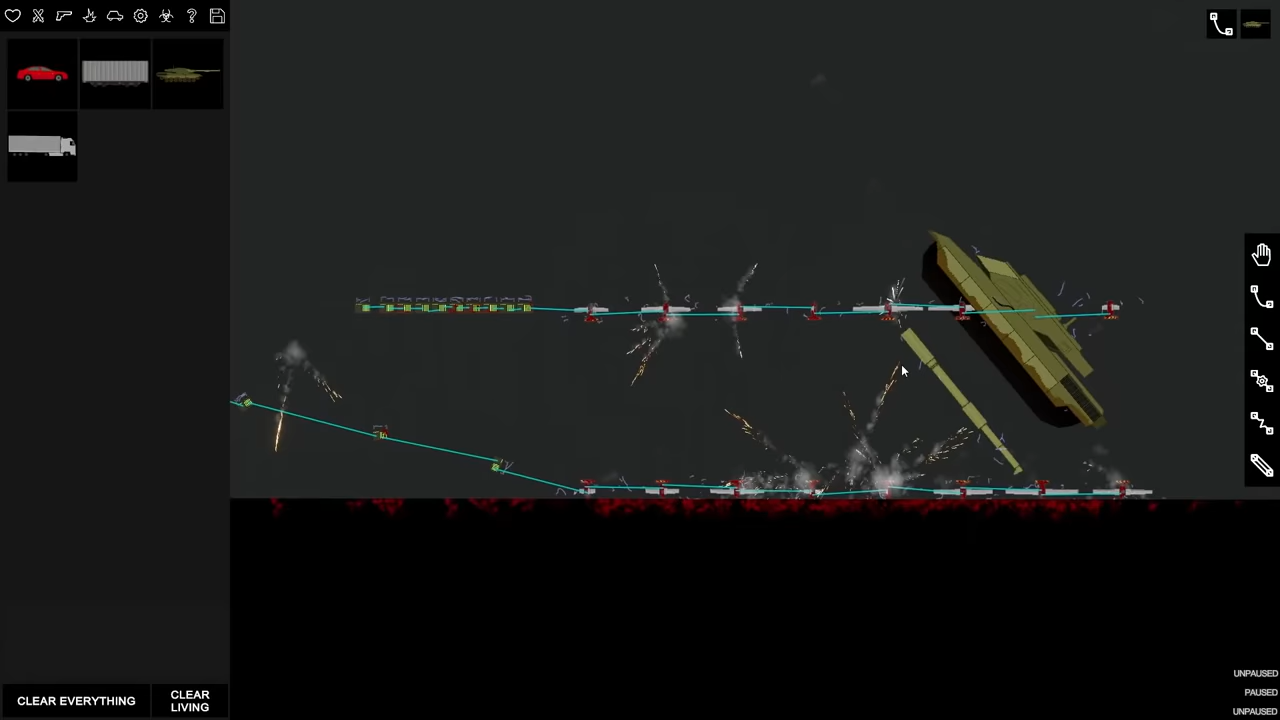 CLEAR EVERYTHING
CLEAR
LIVING
UNPAUSED
PAUSED
UNPAUSED